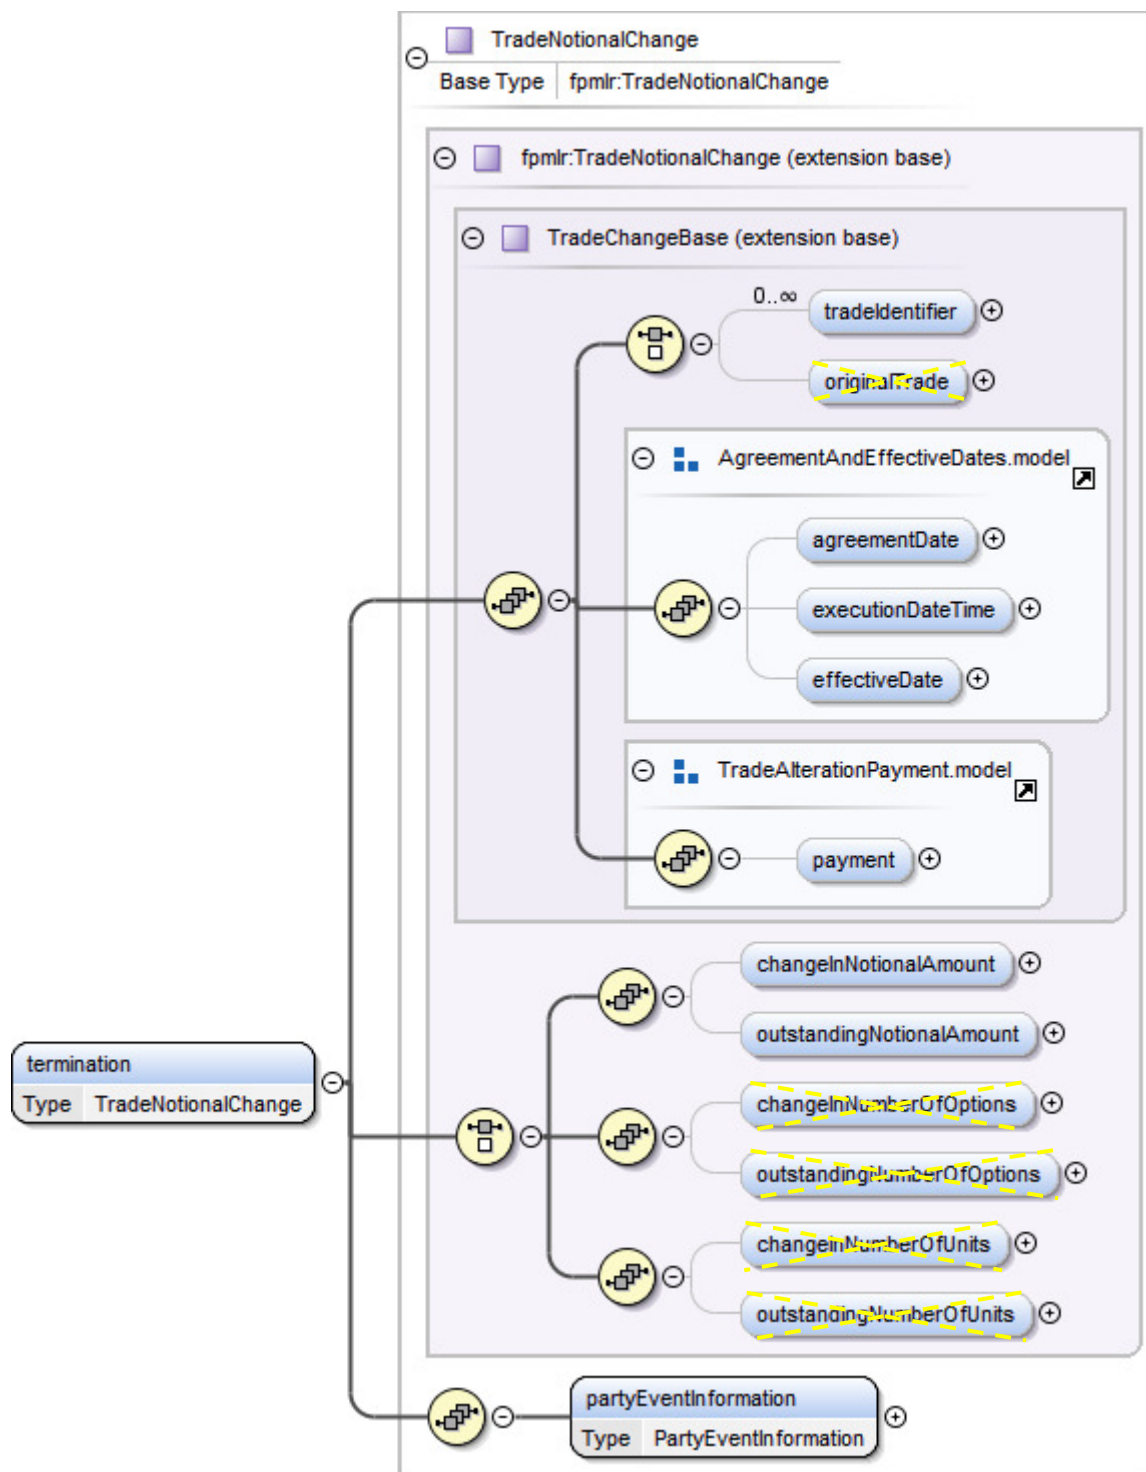 TradeNotionalChange
Base Type fpmlr:TradeNotionalChange
fpmlr:TradeNotionalChange (extension base)
TradeChangeBase (extension base)
0..∞
tradeIdentifier
originalTrade
AgreementAndEffectiveDates.model
agreementDate
executionDateTime
effectiveDate
TradeAlterationPayment.model
payment
changeInNotionalAmount
outstandingNotionalAmount
termination
Type TradeNotionalChange
changeInNumberOfOptions
outstandingNumberOfOptions
changeInNumberOfUnits
outstandingNumberOfUnits
partyEventInformation
Type PartyEventInformation